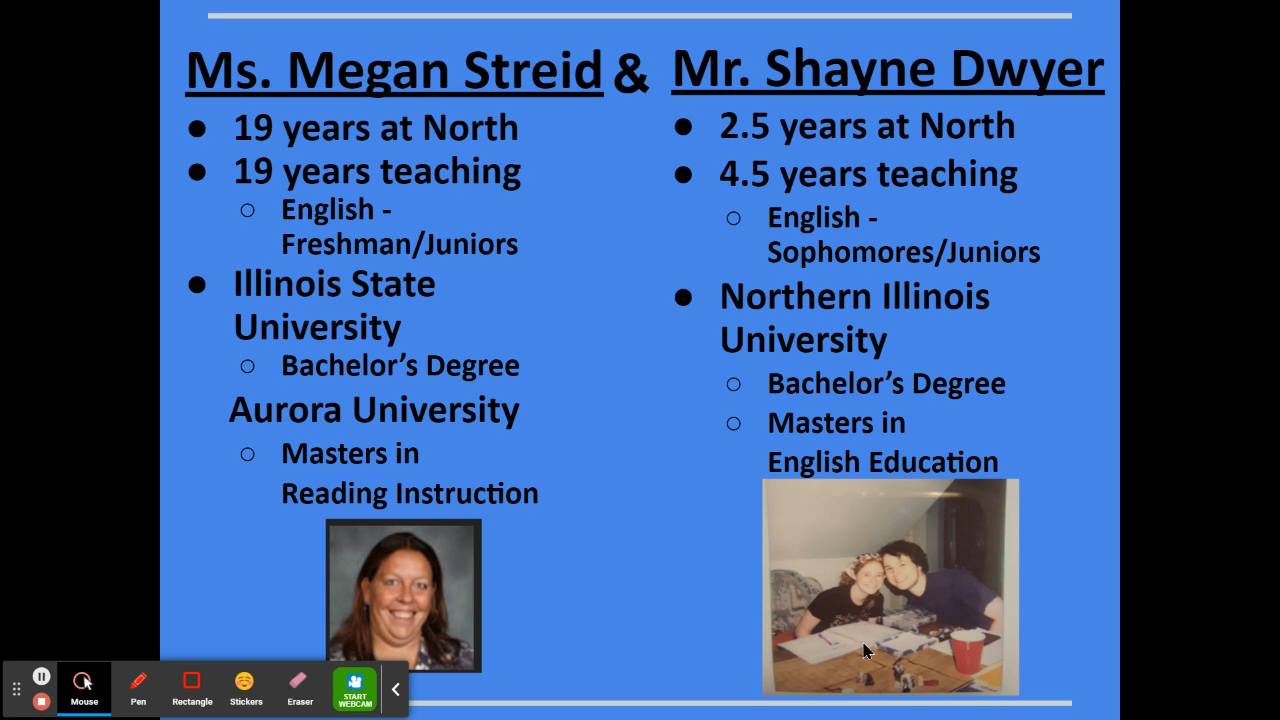 Ms. Megan Streid & Mr. Shayne Dwyer
● 19 years at North
● 19 years teaching
○ English -
Freshman/Juniors
● Illinois State
University
○ Bachelor’s Degree
Aurora University
○ Masters in
Reading Instruction
● 2.5 years at North
● 4.5 years teaching
○ English -
Sophomores/Juniors
● Northern Illinois
University
○ Bachelor’s Degree
○ Masters in
English Education
Mouse
Pen
Rectangle
Stickers
Eraser
START
WEBCAM